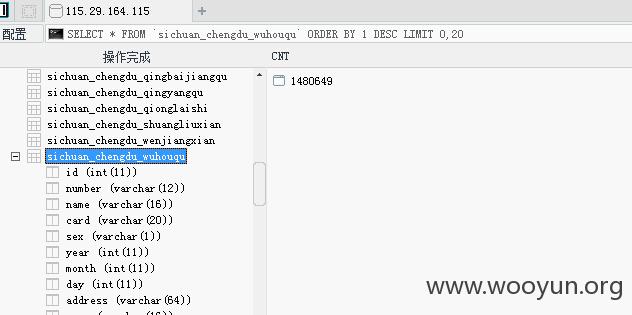 115.29.164.115
配置
SELECT * FROM `sichuan_chengdu_wuhouqu` ORDER BY 1 DESC LIMIT 0,20
操作完成
CNT
sichuan_chengdu_qingbaijiangqu
1480649
sichuan_chengdu_qingyangqu
sichuan_chengdu_qionglaishi
sichuan_chengdu_shuangliuxian
sichuan_chengdu_wenjiangxian
sichuan_chengdu_wuhouqu
id (int(11))
number (varchar(12))
name (varchar(16))
card (varchar(20))
sex (varchar(1))
year (int(11))
month (int(11))
day (int(11))
address (varchar(64))
www.wooyun.org